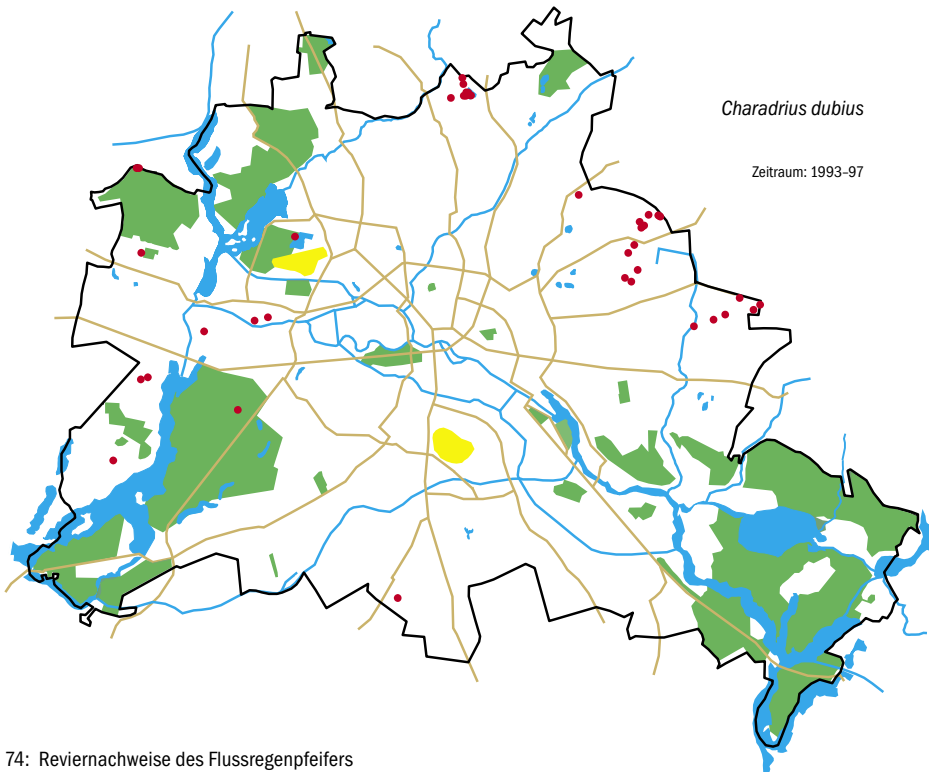 Charadrius dubius
Zeitraum: 1993-97
74: Reviernachweise des Flussregenpfeifers